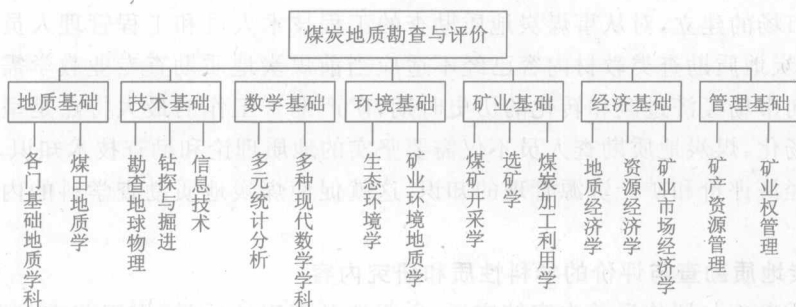 煤炭地质勘查与评价
地质基础
技术基础
数学基础
环境基础
矿业基础
经济基础
管理基础
各门基础地质学科
煤田地质学
勘查地球物理
钻探与掘进
信息技术
多元统计分析
多种现代数学学科
生态环境学
矿业环境地质学
煤矿开采学
选矿学
煤炭加工利用学
地质经济学
资源经济学
矿业市场经济学
矿产资源管理
矿权管理